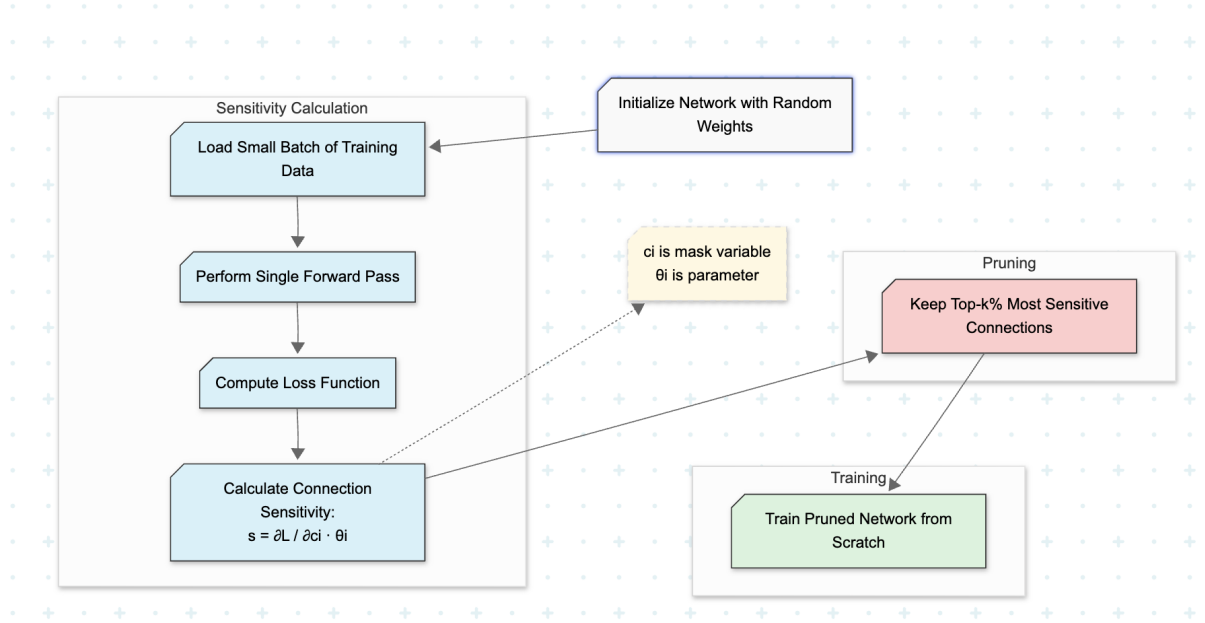 Initialize Network with Random
Weights
Sensitivity Calculation
Load Small Batch of Training
Data
Perform Single Forward Pass
Compute Loss Function
Calculate Connection
Sensitivity:
s = ∂L / ∂ci · θi
ci is mask variable
θi is parameter
Pruning
Keep Top-k% Most Sensitive
Connections
Training
Train Pruned Network from
Scratch